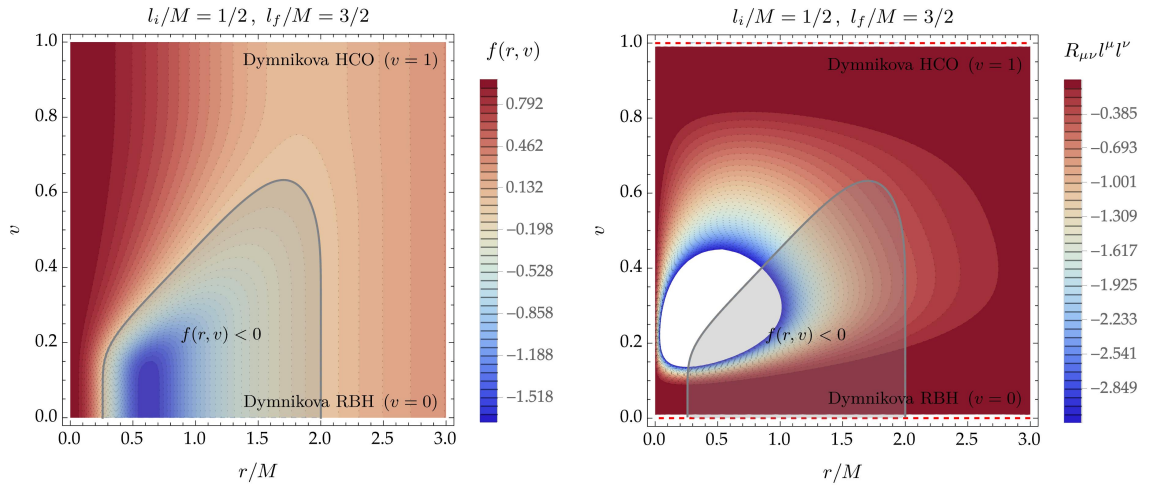 l_i/M = 1/2 , l_f/M = 3/2
f(r, v)
1.0
0.8
0.6
0.4
0.2
0.0
v
Dymnikova HCO (v = 1)
f(r, v) < 0
Dymnikova RBH (v = 0)
0.0 0.5 1.0 1.5 2.0 2.5 3.0
r/M
0.792
0.462
0.132
−0.198
−0.528
−0.858
−1.188
−1.518
l_i/M = 1/2 , l_f/M = 3/2
R_{μν}l^μl^ν
1.0
0.8
0.6
0.4
0.2
0.0
v
Dymnikova HCO (v = 1)
f(r, v) < 0
Dymnikova RBH (v = 0)
0.0 0.5 1.0 1.5 2.0 2.5 3.0
r/M
−0.385
−0.693
−1.001
−1.309
−1.617
−1.925
−2.233
−2.541
−2.849